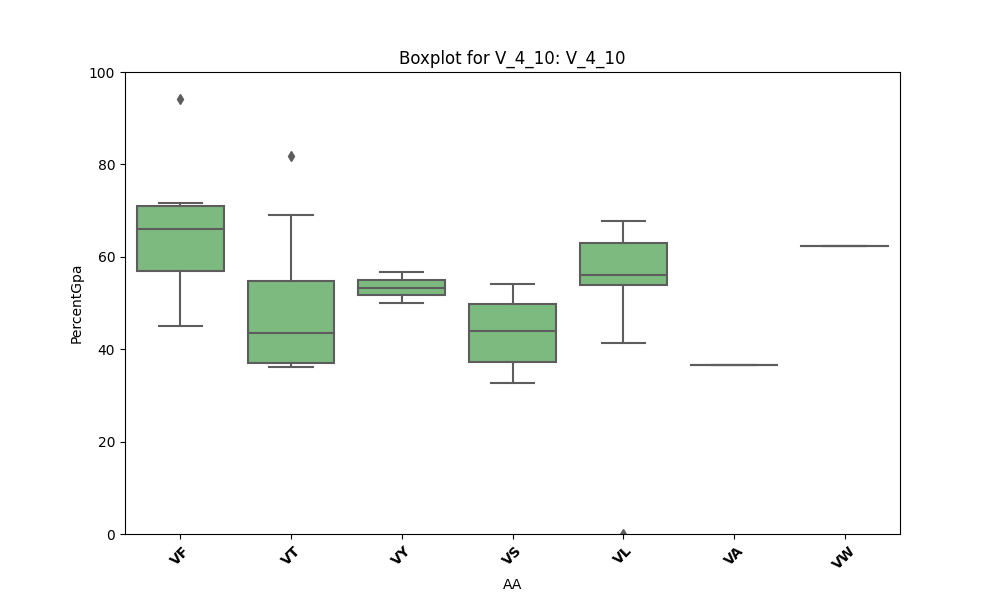 Boxplot for V_4_10: V_4_10
100
80
60
40
20
0
PercentGpa
VF
VT
VY
VS
VL
VA
VW
AA